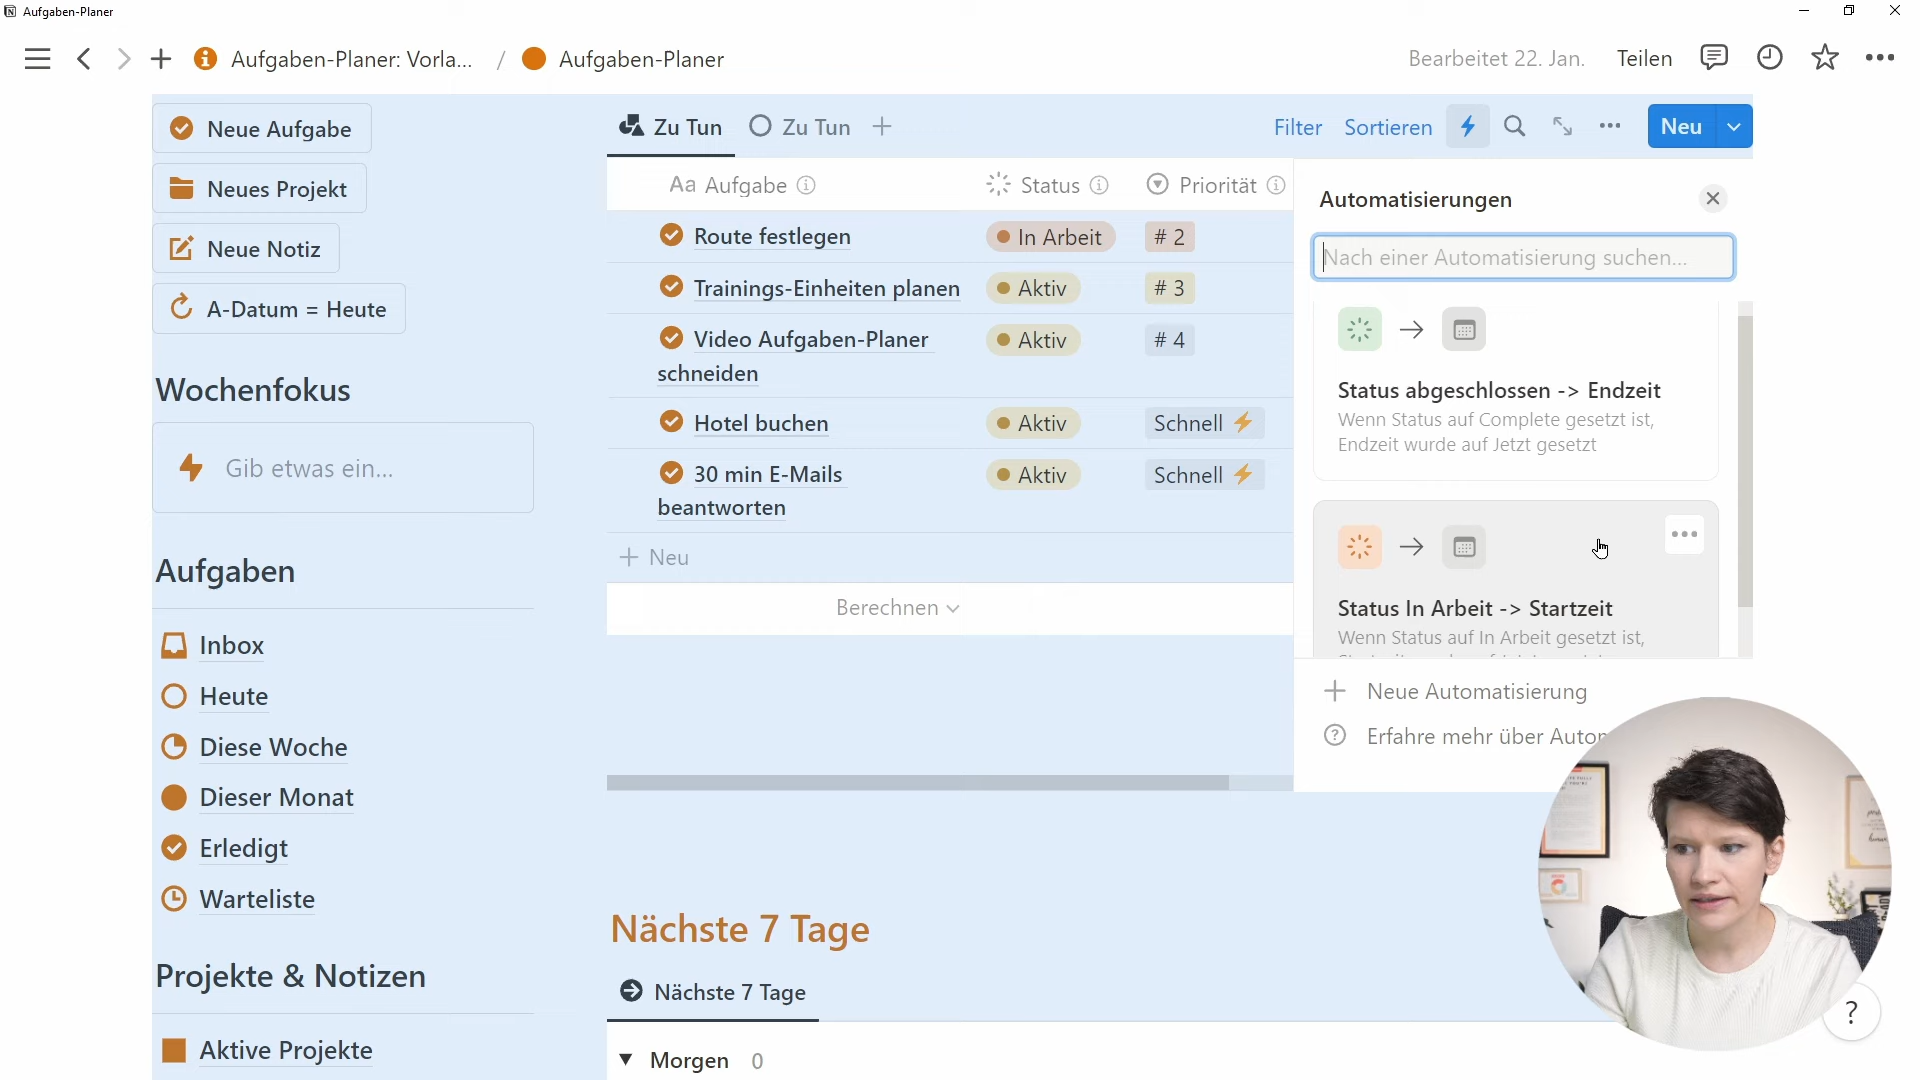 Aufgaben-Planer
Aufgaben-Planer: Vorla... / Aufgaben-Planer
Bearbeitet 22. Jan.
Teilen
Neue Aufgabe
Neues Projekt
Neue Notiz
A-Datum = Heute
Wochenfokus
Gib etwas ein...
Aufgaben
Inbox
Heute
Diese Woche
Dieser Monat
Erledigt
Warteliste
Projekte & Notizen
Aktive Projekte
Zu Tun
Zu Tun
Filter
Sortieren
Neu
Aa Aufgabe
Status
Priorität
Route festlegen
In Arbeit
# 2
Trainings-Einheiten planen
Aktiv
# 3
Video Aufgaben-Planer
schneiden
Aktiv
# 4
Hotel buchen
Aktiv
Schnell
30 min E-Mails
beantworten
Aktiv
Schnell
Neu
Berechnen
Automatisierungen
Nach einer Automatisierung suchen...
Status abgeschlossen -> Endzeit
Wenn Status auf Complete gesetzt ist,
Endzeit wurde auf Jetzt gesetzt
Status In Arbeit -> Startzeit
Wenn Status auf In Arbeit gesetzt ist,
Neue Automatisierung
Erfahre mehr über
Nächste 7 Tage
Nächste 7 Tage
Morgen 0
?